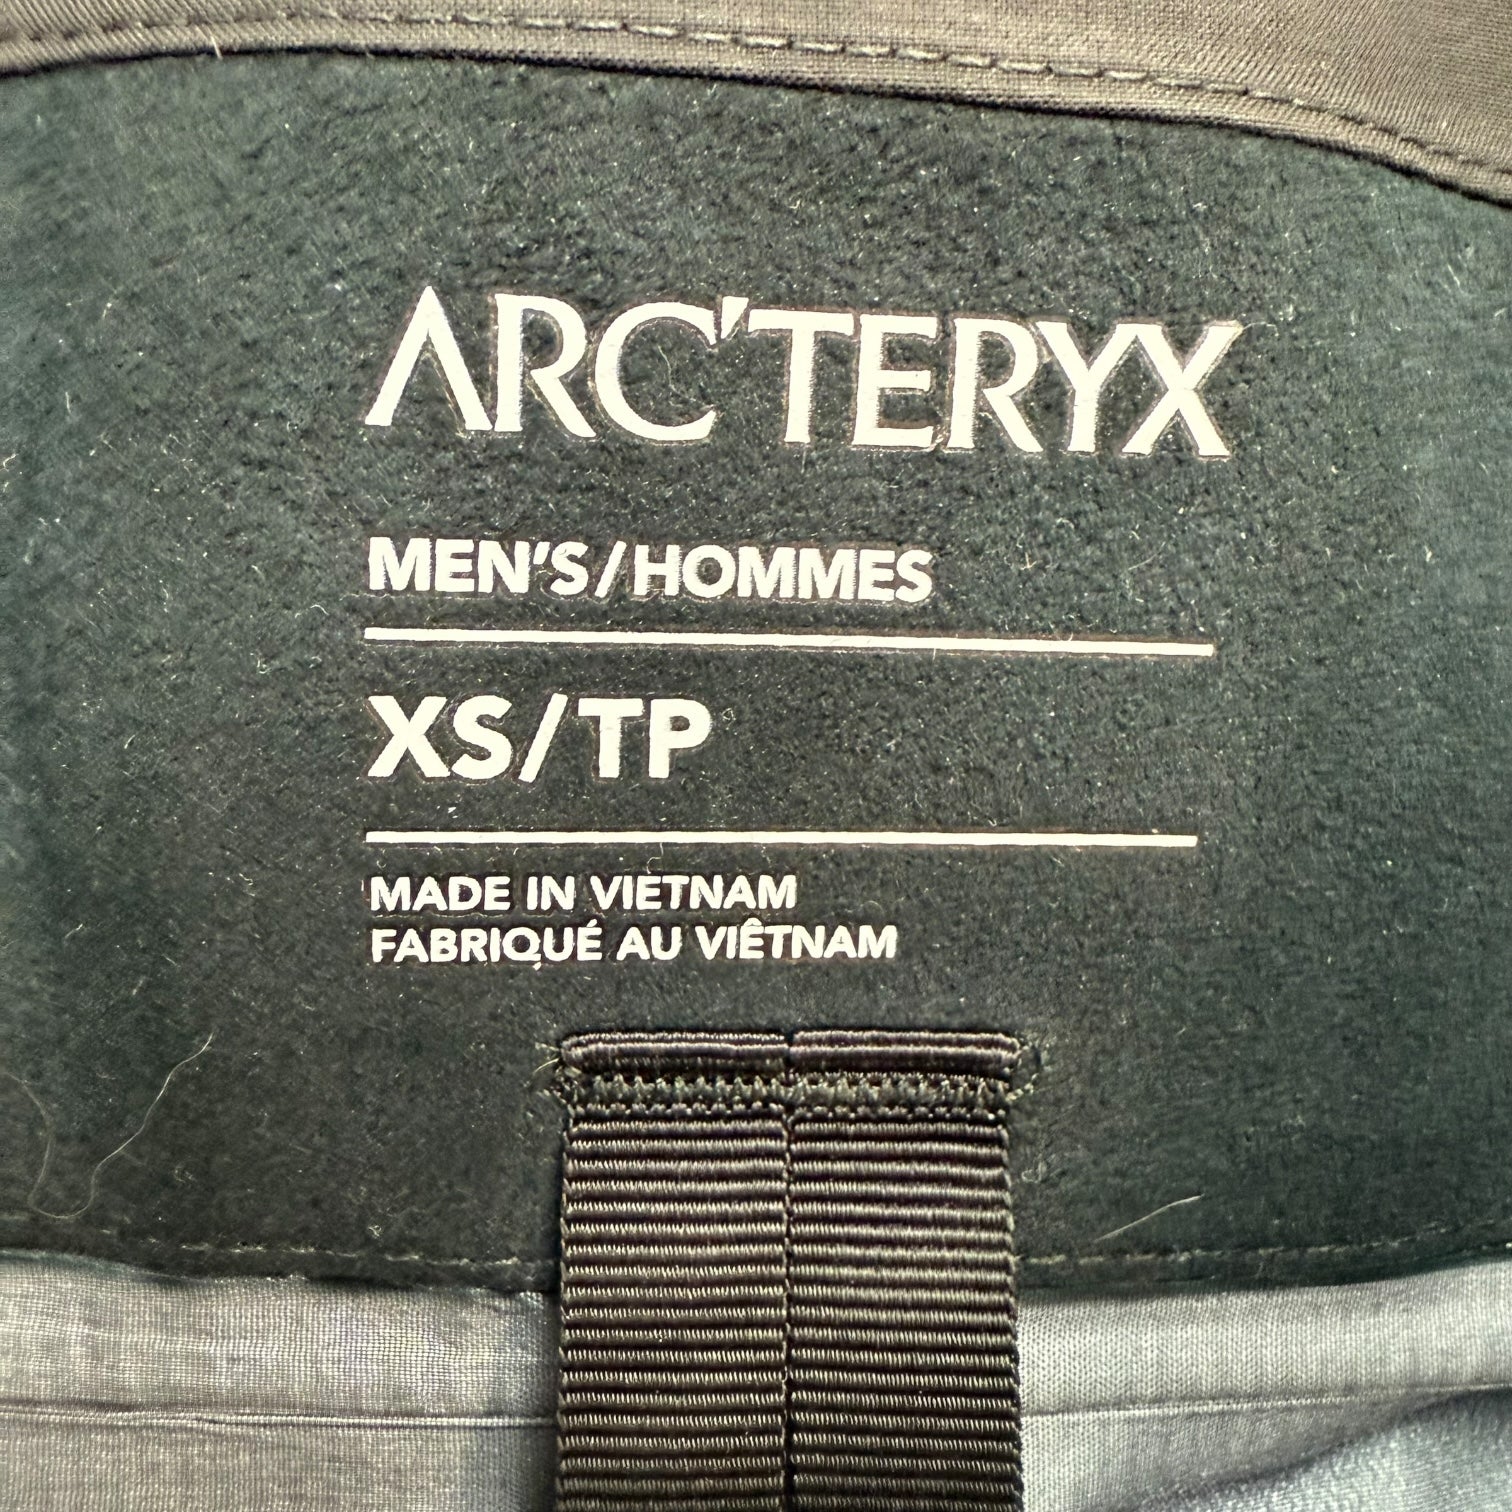 ARC'TERYX
MEN'S/HOMMES
XS/TP
MADE IN VIETNAM
FABRIQUÉ AU VIÊTNAM